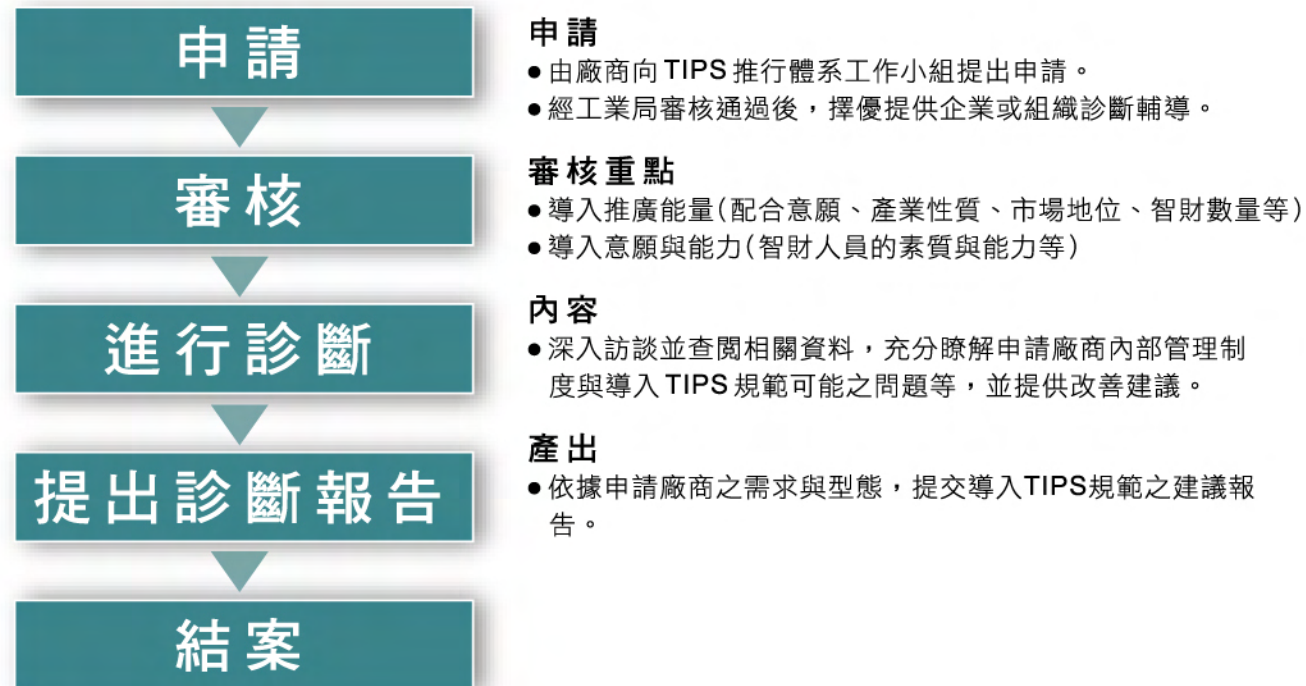 申請
申請
●由廠商向TIPS推行體系工作小組提出申請。
●經工業局審核通過後，擇優提供企業或組織診斷輔導。
審核
審核重點
●導入推廣能量(配合意願、產業性質、市場地位、智財數量等)
●導入意願與能力(智財人員的素質與能力等)
進行診斷
內容
●深入訪談並查閱相關資料，充分瞭解申請廠商內部管理制
度與導入TIPS規範可能之問題等，並提供改善建議。
提出診斷報告
產出
●依據申請廠商之需求與型態，提交導入TIPS規範之建議報
告。
結案